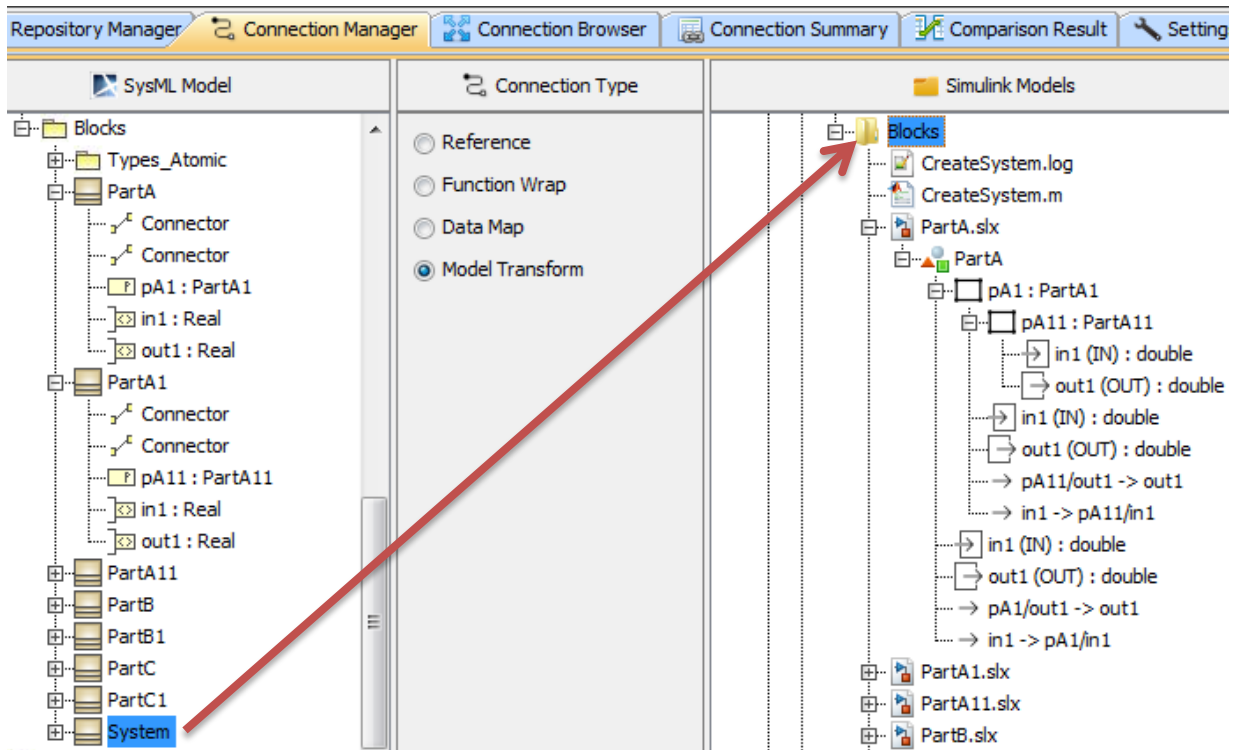 Repository Manager
Connection Manager
Connection Browser
Connection Summary
Comparison Result
Setting
SysML Model
Blocks
Types_Atomic
PartA
Connector
Connector
pA1 : PartA1
in1 : Real
out1 : Real
PartA1
Connector
Connector
pA11 : PartA11
in1 : Real
out1 : Real
PartA11
PartB
PartB1
PartC
PartC1
System
Connection Type
Reference
Function Wrap
Data Map
Model Transform
Simulink Models
Blocks
CreateSystem.log
CreateSystem.m
PartA.slx
PartA
pA1 : PartA1
pA11 : PartA11
in1 (IN) : double
out1 (OUT) : double
in1 (IN) : double
out1 (OUT) : double
pA11/out1 -> out1
in1 -> pA11/in1
in1 (IN) : double
out1 (OUT) : double
pA1/out1 -> out1
in1 -> pA1/in1
PartA1.slx
PartA11.slx
PartB.slx